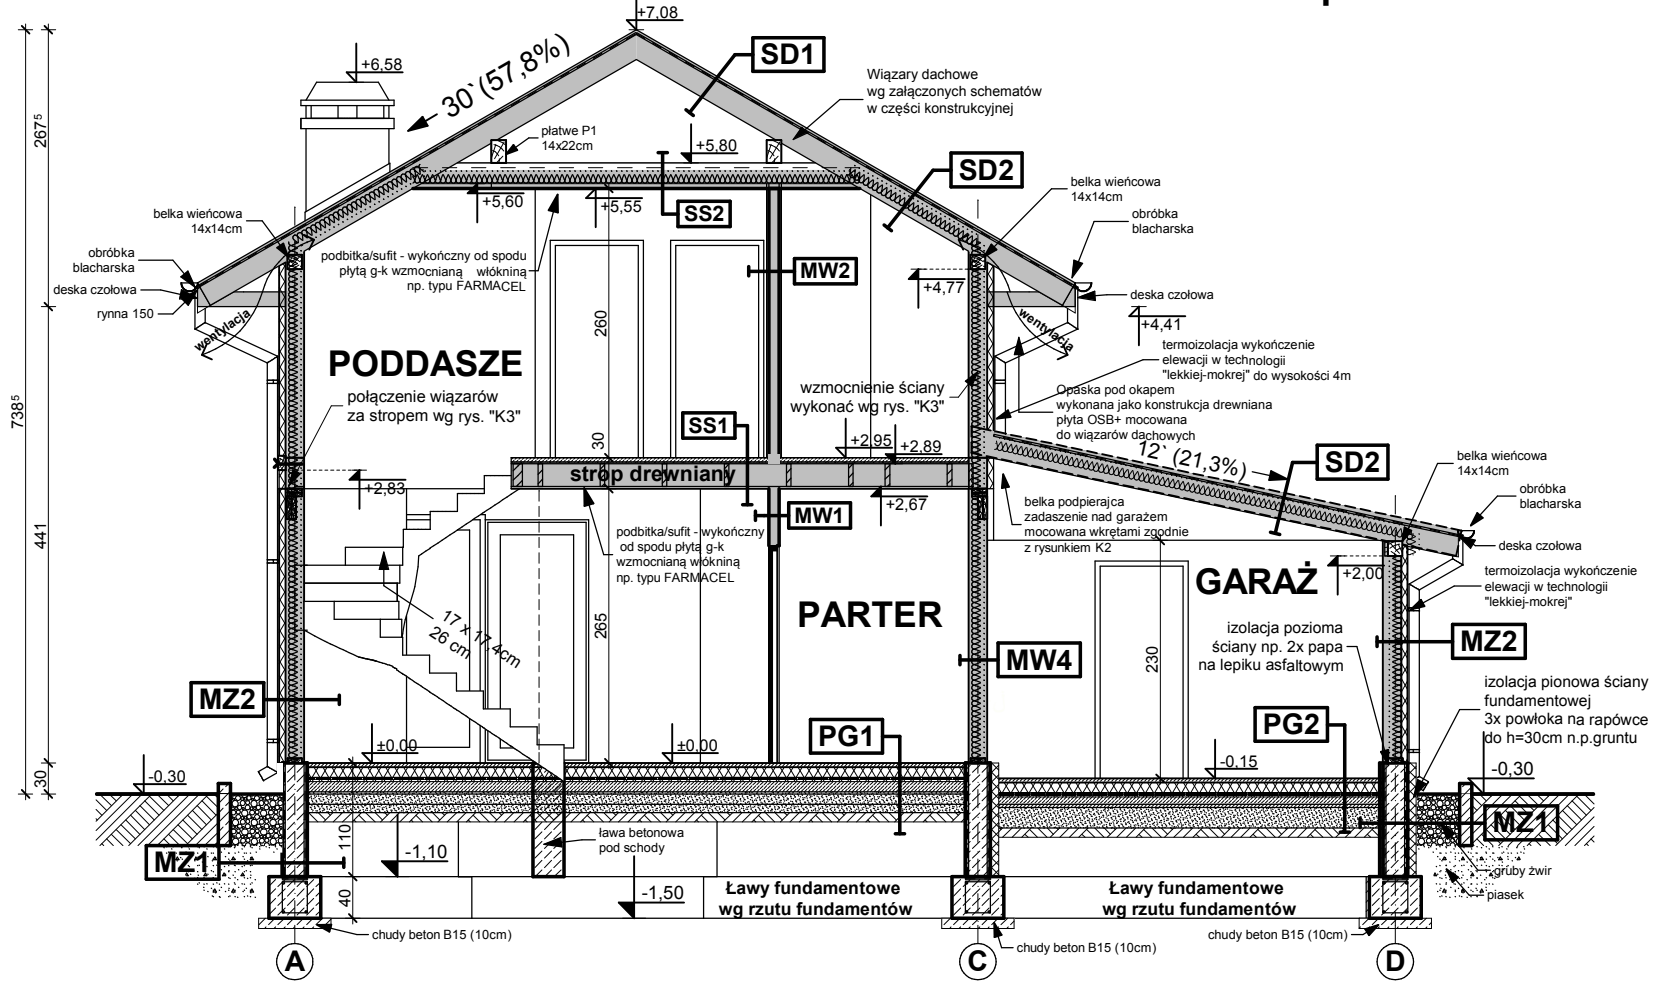 +7,08
SD1
+6,58
30`(57,8%)
Wiązary dachowe
wg załączonych schematów
w części konstrukcyjnej
267⁵
płatwe P1
14x22cm
+5,80
SD2
belka wieńcowa
14x14cm
+5,60
+5,55
SS2
belka wieńcowa
14x14cm
obróbka
blacharska
obróbka
blacharska
podbitka/sufit - wykończny od spodu
płytą g-k wzmocnianą włókniną
np. typu FARMACEL
MW2
deska czołowa
+4,77
deska czołowa
rynna 150
wentylacja
260
wentylacja
+4,41
PODDASZE
termoizolacja wykończenie
elewacji w technologii
"lekkiej-mokrej" do wysokości 4m
połączenie wiązarów
za stropem wg rys. "K3"
wzmocnienie ściany
wykonać wg rys. "K3"
Opaska pod okapem
wykonana jako konstrukcja drewniana
płyta OSB+ mocowana
do wiązarów dachowych
738⁵
SS1
30
+2,95
+2,89
12` (21,3%)
SD2
belka wieńcowa
14x14cm
strop drewniany
+2,83
+2,67
obróbka
blacharska
MW1
belka podpierajca
zadaszenie nad garażem
mocowana wkrętami zgodnie
z rysunkiem K2
podbitka/sufit - wykończny
od spodu płytą g-k
wzmocnianą włókniną
np. typu FARMACEL
441
deska czołowa
+2,00
GARAŻ
termoizolacja wykończenie
elewacji w technologii
"lekkiej-mokrej"
17 x 17,4cm
26 cm
265
PARTER
izolacja pozioma
ściany np. 2x papa
na lepiku asfaltowym
230
MW4
MZ2
MZ2
izolacja pionowa ściany
fundamentowej
3x powłoka na rapówce
do h=30cm n.p.gruntu
PG1
PG2
±0,00
±0,00
30
-0,30
-0.15
-0,30
110
ława betonowa
pod schody
MZ1
MZ1
-1,10
gruby żwir
40
-1,50
Ławy fundamentowe
wg rzutu fundamentów
Ławy fundamentowe
wg rzutu fundamentów
piasek
chudy beton B15 (10cm)
chudy beton B15 (10cm)
chudy beton B15 (10cm)
A
C
D